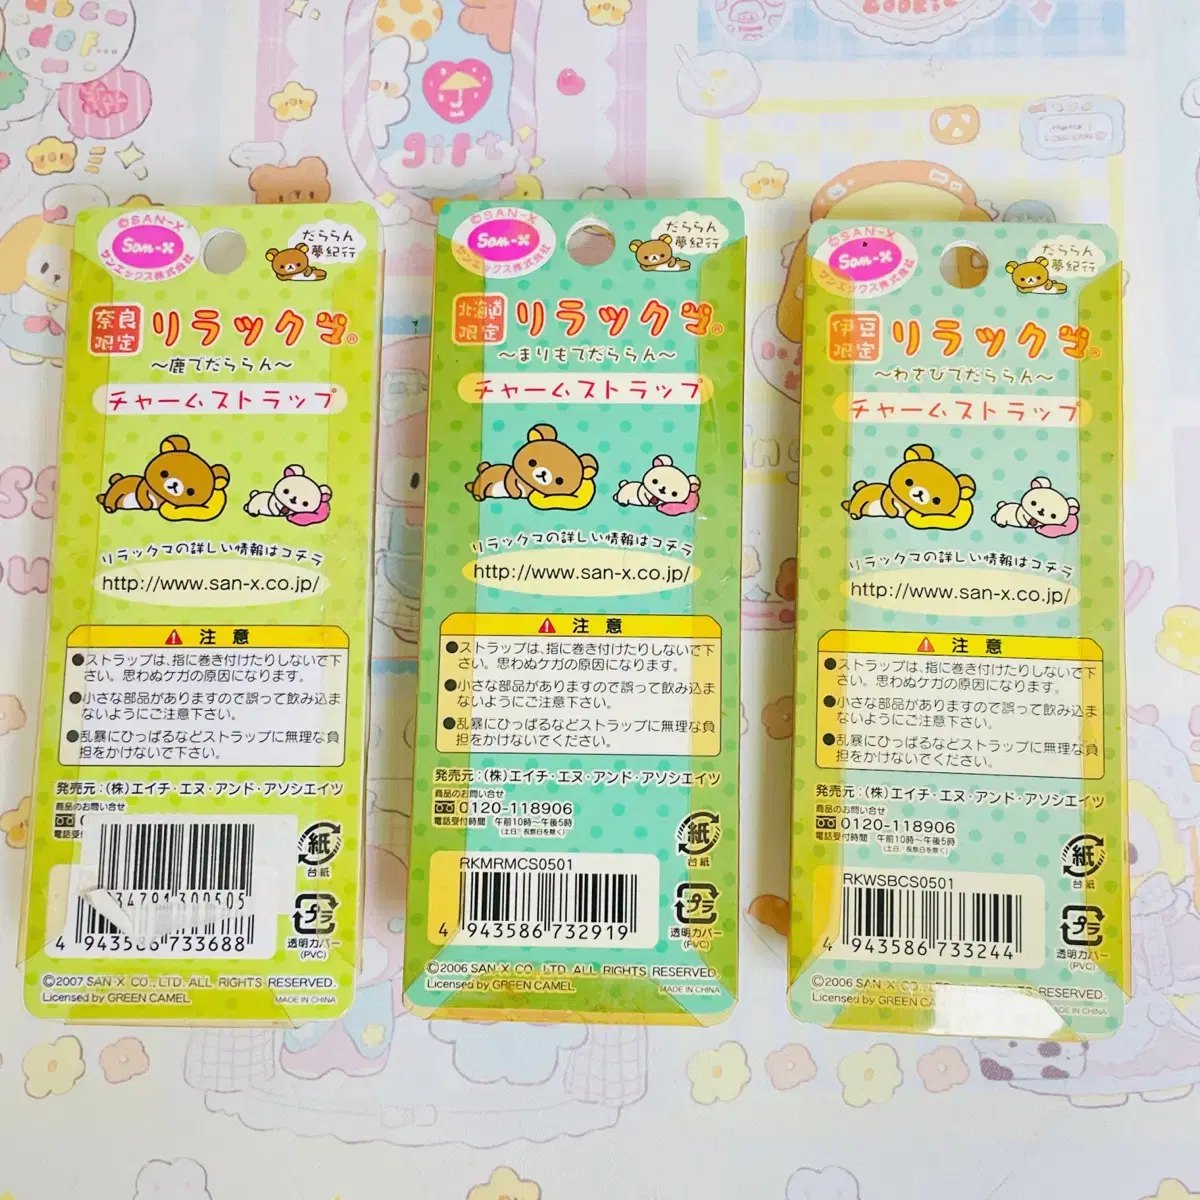 ©SAN-X
San-X
サンエックス株式会社
だららん
夢紀行
奈良
限定
リラックマ®
〜鹿でだららん〜
チャームストラップ
リラックマの詳しい情報はコチラ
http://www.san-x.co.jp/
注意
●ストラップは、指に巻き付けたりしないで下
さい。思わぬケガの原因になります。
●小さな部品がありますので誤って飲み込ま
ないようにご注意下さい。
●乱暴にひっぱるなどストラップに無理な負
担をかけないで下さい。
発売元:(株)エイチ・エヌ・アンド・アソシエイツ
商品のお問い合せ
電話受
紙
台紙
34791300505
プラ
透明カバー
(PVC)
4 943586 733688
©2007 SAN-X CO., LTD. ALL RIGHTS RESERVED.
Licensed by GREEN CAMEL
MADE IN CHINA
©SAN-X
San-X
サンエックス株式会社
だららん
夢紀行
北海道
限定
リラックマ®
〜まりもでだららん〜
チャームストラップ
リラックマの詳しい情報はコチラ
http://www.san-x.co.jp/
注意
●ストラップは、指に巻き付けたりしないで下
さい。思わぬケガの原因になります。
●小さな部品がありますので誤って飲み込ま
ないようにご注意下さい。
●乱暴にひっぱるなどストラップに無理な負
担をかけないでください。
発売元:(株)エイチ・エヌ・アンド・アソシエイツ
商品のお問い合せ
0120-118906
電話受付時間 午前10時〜午後5時
(土日、祝祭日を除く)
紙
台紙
RKMRMCS0501
プラ
透明カバー
(PVC)
4 943586 732919
©2006 SAN-X CO., LTD. ALL RIGHTS RESERVED.
Licensed by GREEN CAMEL
MADE IN CHINA
©SAN-X
San-X
サンエックス株式会社
だららん
夢紀行
伊豆
限定
リラックマ®
〜わさびでだららん〜
チャームストラップ
リラックマの詳しい情報はコチラ
http://www.san-x.co.jp/
注意
●ストラップは、指に巻き付けたりしないで下
さい。思わぬケガの原因になります。
●小さな部品がありますので誤って飲み込ま
ないようにご注意下さい。
●乱暴にひっぱるなどストラップに無理な負
担をかけないでください。
発売元:(株)エイチ・エヌ・アンド・アソシエイツ
商品のお問い合せ
0120-118906
電話受付時間 午前10時〜午後5時
(土日、祝祭日を除く)
紙
台紙
RKWSBCS0501
プラ
透明カバー
(PVC)
4 943586 733244
©2006 SAN-X CO., LTD. ALL RIGHTS RESERVED.
Licensed by GREEN CAMEL
MADE IN CHINA
gift